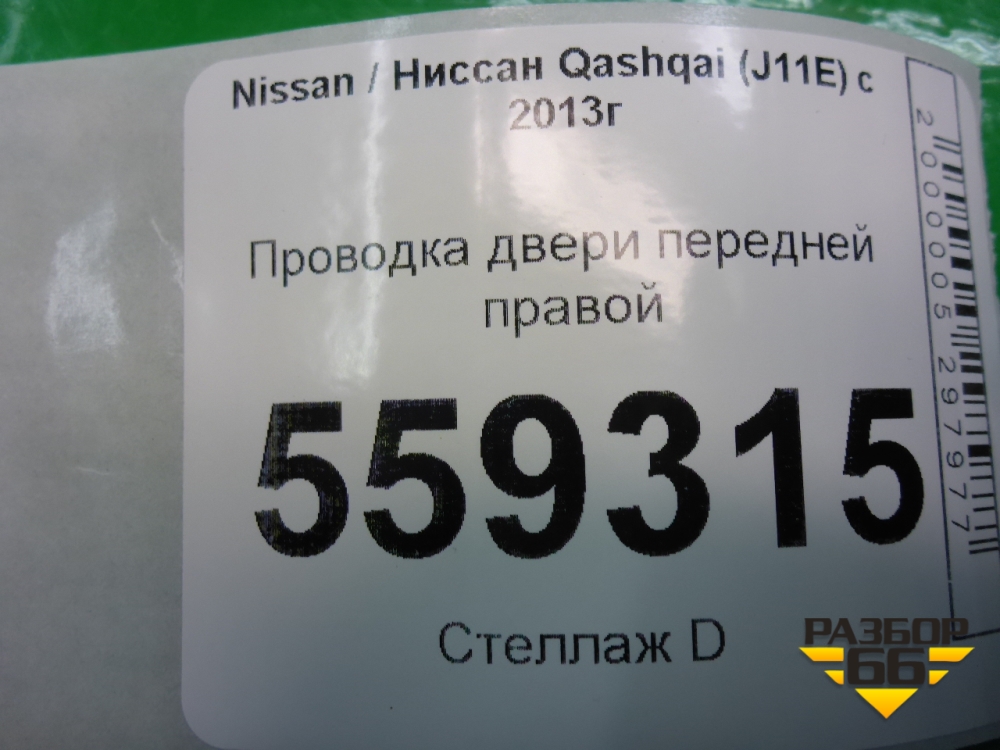 Nissan / Ниссан Qashqai (J11E) с
2013г
Проводка двери передней
правой
559315
Стеллаж D
2000005297977
РАЗБОР
66